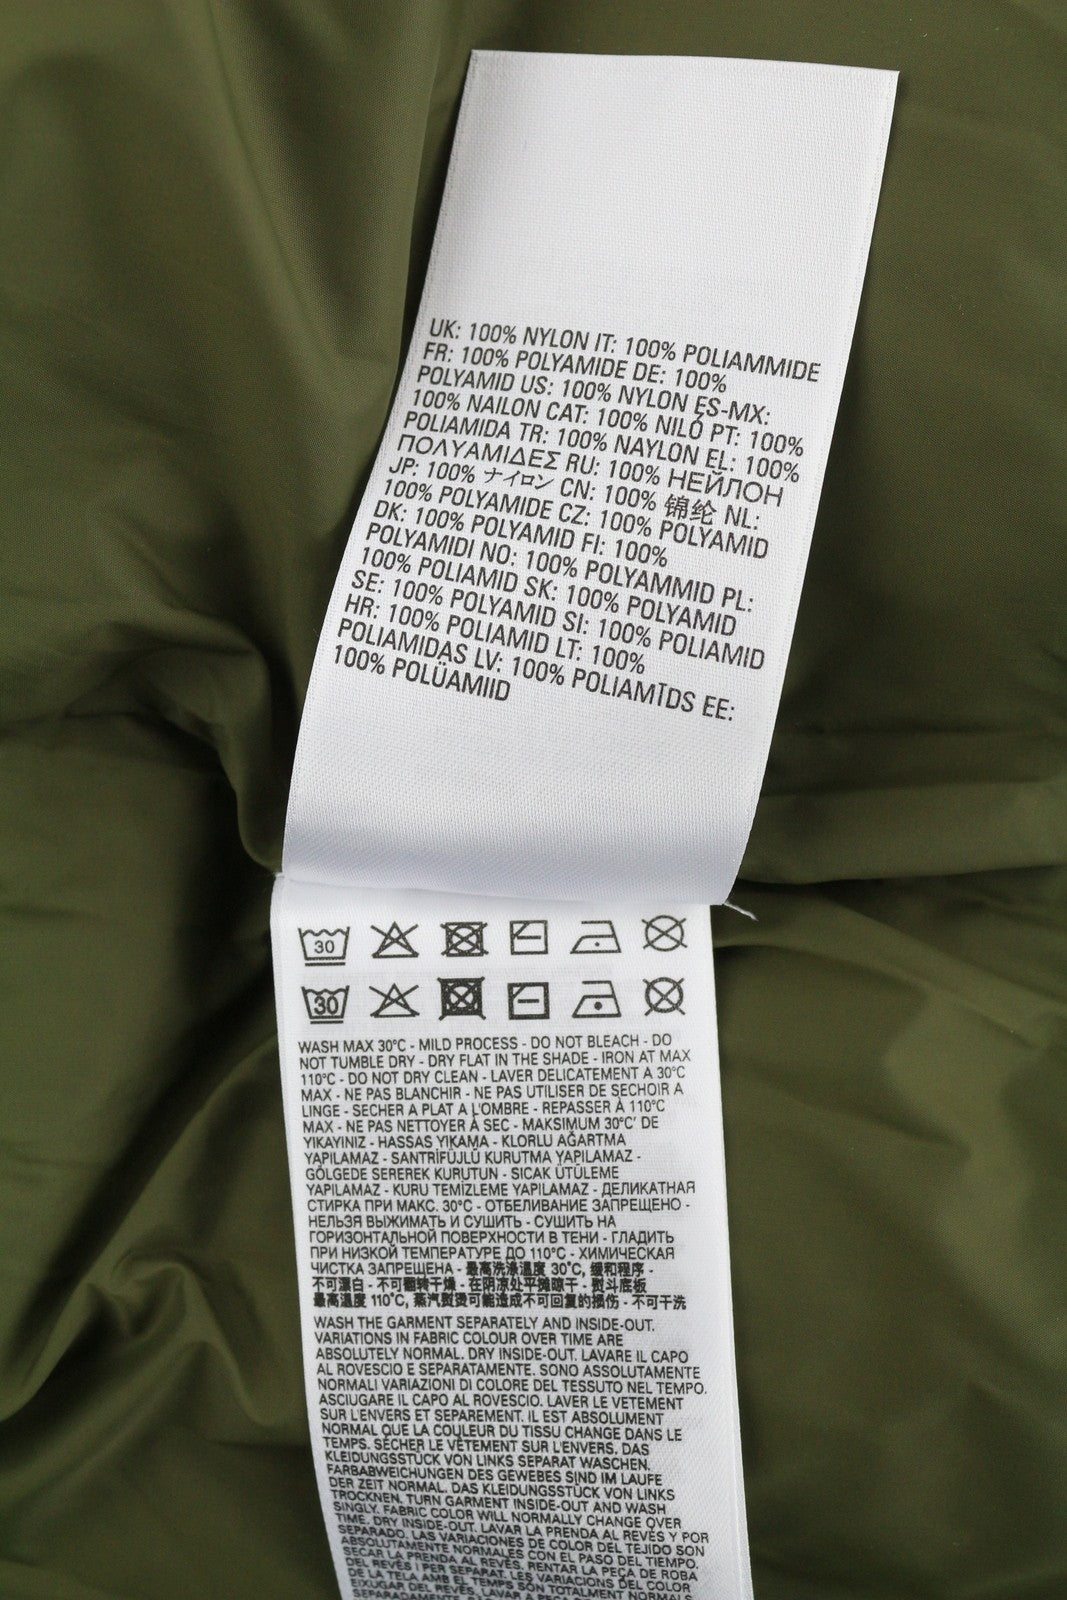 UK: 100% NYLON IT: 100% POLIAMMIDE
FR: 100% POLYAMIDE DE: 100%
POLYAMID US: 100% NYLON ES-MX:
100% NAILON CAT: 100% NILÓ PT: 100%
POLIAMIDA TR: 100% NAYLON EL: 100%
ΠΟΛΥΑΜΙΔΕΣ RU: 100% НЕЙЛОН
JP: 100% ナイロン CN: 100% 锦纶 NL:
100% POLYAMIDE CZ: 100% POLYAMID
DK: 100% POLYAMID FI: 100%
POLYAMIDI NO: 100% POLYAMMID PL:
100% POLIAMID SK: 100% POLYAMID
SE: 100% POLYAMID SI: 100% POLIAMID
HR: 100% POLIAMID LT: 100%
POLIAMIDAS LV: 100% POLIAMĪDS EE:
100% POLÜAMIID
30
30
WASH MAX 30°C - MILD PROCESS - DO NOT BLEACH - DO
NOT TUMBLE DRY - DRY FLAT IN THE SHADE - IRON AT MAX
110°C - DO NOT DRY CLEAN - LAVER DELICATEMENT A 30°C
MAX - NE PAS BLANCHIR - NE PAS UTILISER DE SECHOIR A
LINGE - SECHER A PLAT A L'OMBRE - REPASSER À 110°C
MAX - NE PAS NETTOYER À SEC - MAKSIMUM 30°C' DE
YIKAYINIZ - HASSAS YIKAMA - KLORLU AĞARTMA
YAPILAMAZ - SANTRİFÜJLÜ KURUTMA YAPILAMAZ -
GÖLGEDE SEREREK KURUTUN - SICAK ÜTÜLEME
YAPILAMAZ - KURU TEMİZLEME YAPILAMAZ - ДЕЛИКАТНАЯ
СТИРКА ПРИ МАКС. 30°C - ОТБЕЛИВАНИЕ ЗАПРЕЩЕНО -
НЕЛЬЗЯ ВЫЖИМАТЬ И СУШИТЬ - СУШИТЬ НА
ГОРИЗОНТАЛЬНОЙ ПОВЕРХНОСТИ В ТЕНИ - ГЛАДИТЬ
ПРИ НИЗКОЙ ТЕМПЕРАТУРЕ ДО 110°C - ХИМИЧЕСКАЯ
ЧИСТКА ЗАПРЕЩЕНА - 最高洗涤温度 30°C, 缓和程序 -
不可漂白 - 不可翻转干燥 - 在阴凉处平摊晾干 - 熨斗底板
最高温度 110°C, 蒸汽熨烫可能造成不可回复的损伤 - 不可干洗
WASH THE GARMENT SEPARATELY AND INSIDE-OUT.
VARIATIONS IN FABRIC COLOUR OVER TIME ARE
ABSOLUTELY NORMAL. DRY INSIDE-OUT. LAVARE IL CAPO
AL ROVESCIO E SEPARATAMENTE. SONO ASSOLUTAMENTE
NORMALI VARIAZIONI DI COLORE DEL TESSUTO NEL TEMPO.
ASCIUGARE IL CAPO AL ROVESCIO. LAVER LE VETEMENT
SUR L'ENVERS ET SEPAREMENT. IL EST ABSOLUMENT
NORMAL QUE LA COULEUR DU TISSU CHANGE DANS LE
TEMPS. SÉCHER LE VÊTEMENT SUR L'ENVERS. DAS
KLEIDUNGSSTÜCK VON LINKS SEPARAT WASCHEN.
FARBABWEICHUNGEN DES GEWEBES SIND IM LAUFE
DER ZEIT NORMAL. DAS KLEIDUNGSSTÜCK VON LINKS
TROCKNEN. TURN GARMENT INSIDE-OUT AND WASH
SINGLY. FABRIC COLOR WILL NORMALLY CHANGE OVER
TIME. DRY INSIDE-OUT. LAVAR LA PRENDA AL REVÉS Y POR
SEPARADO. LAS VARIACIONES DE COLOR DEL TEJIDO SON
ABSOLUTAMENTE NORMALES CON EL PASO DEL TIEMPO.
SECAR LA PRENDA AL REVÉS. RENTAR LA PEÇA DE ROBA
DEL REVÉS I PER SEPARAT. LES VARIACIONS DEL COLOR
DE LA TELA AMB EL TEMPS SÓN TOTALMENT NORMALS.
EIXUGAR DEL REVÉS. LAVAR A PEÇA DO
SEPARADAMENTE.